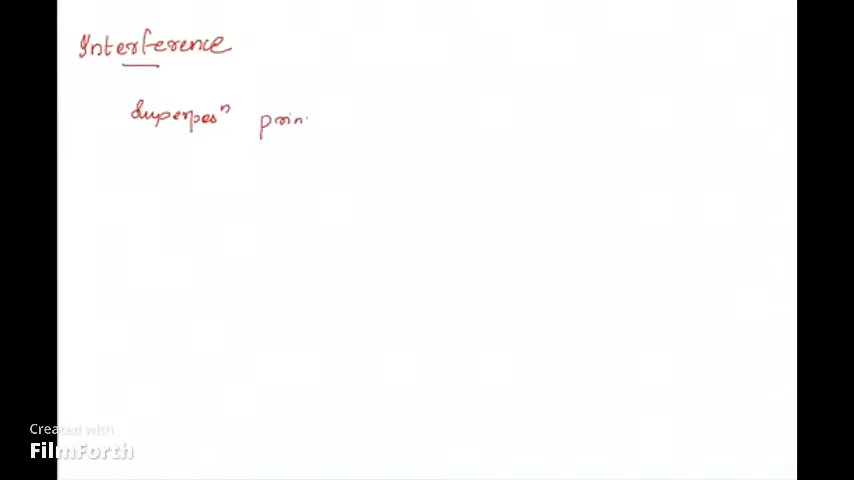 Interference
Superposⁿ prin.
Created with
FilmForth